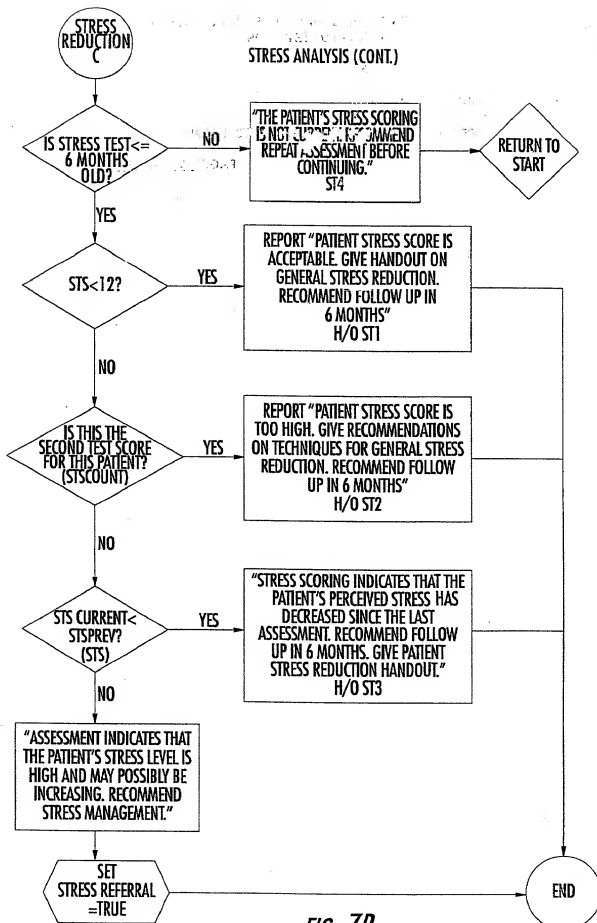 STRESS
REDUCTION
C
STRESS ANALYSIS (CONT.)
IS STRESS TEST<=
6 MONTHS
OLD?
NO
"THE PATIENT'S STRESS SCORING
IS NOT CURRENT. RECOMMEND
REPEAT ASSESSMENT BEFORE
CONTINUING."
ST4
RETURN TO
START
YES
STS<12?
YES
REPORT "PATIENT STRESS SCORE IS
ACCEPTABLE. GIVE HANDOUT ON
GENERAL STRESS REDUCTION.
RECOMMEND FOLLOW UP IN
6 MONTHS"
H/O ST1
NO
IS THIS THE
SECOND TEST SCORE
FOR THIS PATIENT?
(STSCOUNT)
YES
REPORT "PATIENT STRESS SCORE IS
TOO HIGH. GIVE RECOMMENDATIONS
ON TECHNIQUES FOR GENERAL STRESS
REDUCTION. RECOMMEND FOLLOW
UP IN 6 MONTHS"
H/O ST2
NO
STS CURRENT<
STSPREV?
(STS)
YES
"STRESS SCORING INDICATES THAT THE
PATIENT'S PERCEIVED STRESS HAS
DECREASED SINCE THE LAST
ASSESSMENT. RECOMMEND FOLLOW
UP IN 6 MONTHS. GIVE PATIENT
STRESS REDUCTION HANDOUT."
H/O ST3
NO
"ASSESSMENT INDICATES THAT
THE PATIENT'S STRESS LEVEL IS
HIGH AND MAY POSSIBLY BE
INCREASING. RECOMMEND
STRESS MANAGEMENT."
SET
STRESS REFERRAL
=TRUE
END